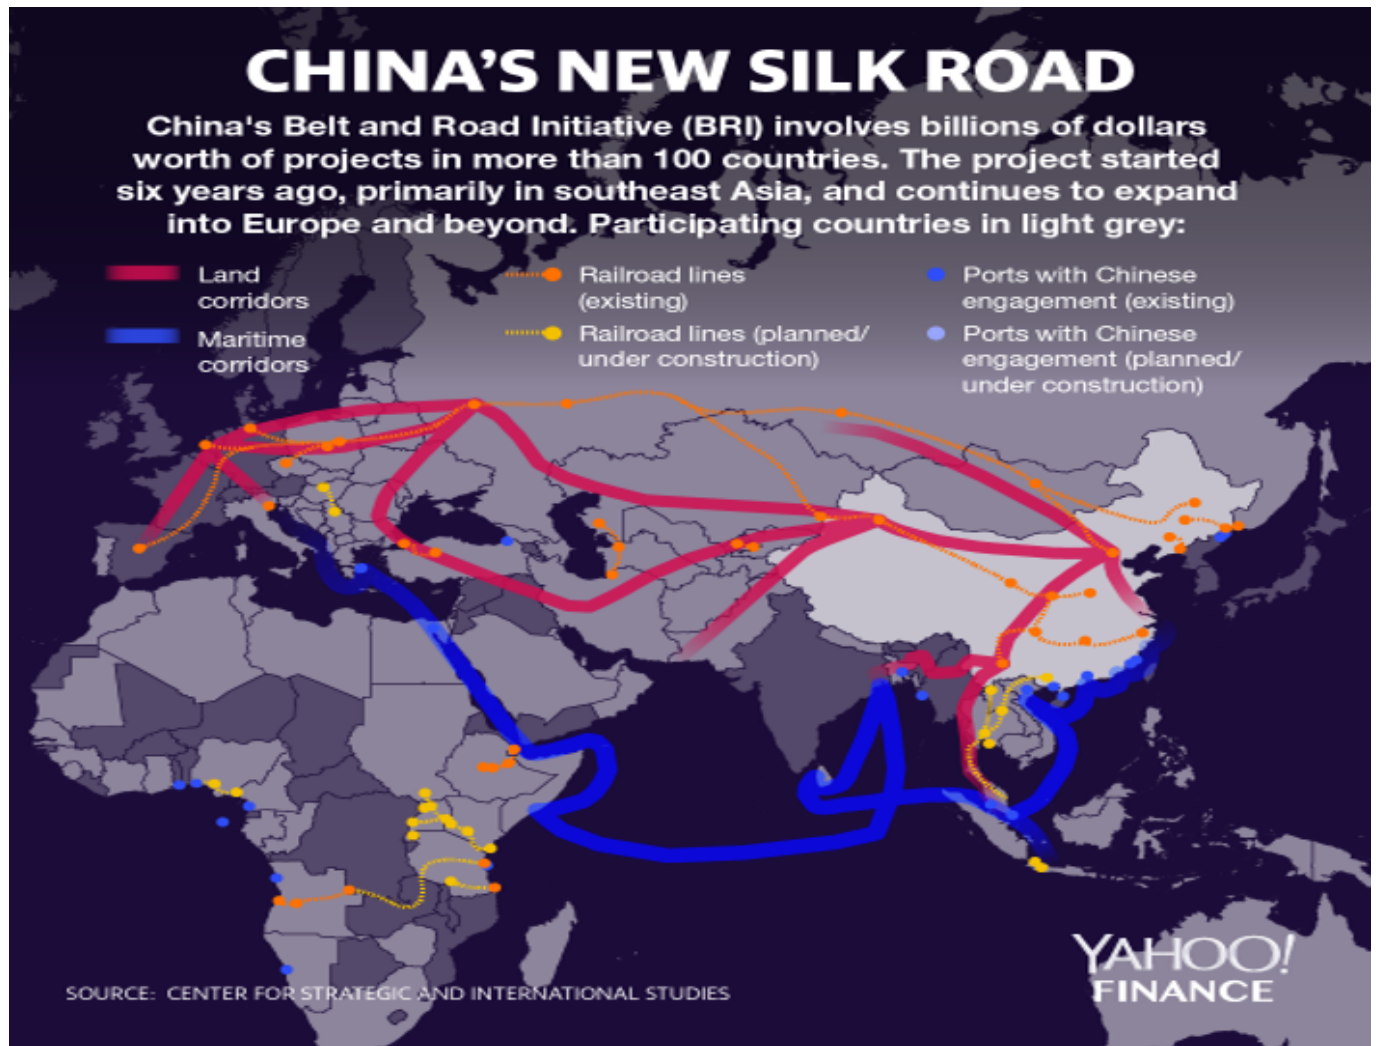 CHINA'S NEW SILK ROAD
China's Belt and Road Initiative (BRI) involves billions of dollars
worth of projects in more than 100 countries. The project started
six years ago, primarily in southeast Asia, and continues to expand
into Europe and beyond. Participating countries in light grey:
Land
corridors
Maritime
corridors
Railroad lines
(existing)
Railroad lines (planned/
under construction)
Ports with Chinese
engagement (existing)
Ports with Chinese
engagement (planned/
under construction)
YAHOO!
FINANCE
SOURCE: CENTER FOR STRATEGIC AND INTERNATIONAL STUDIES